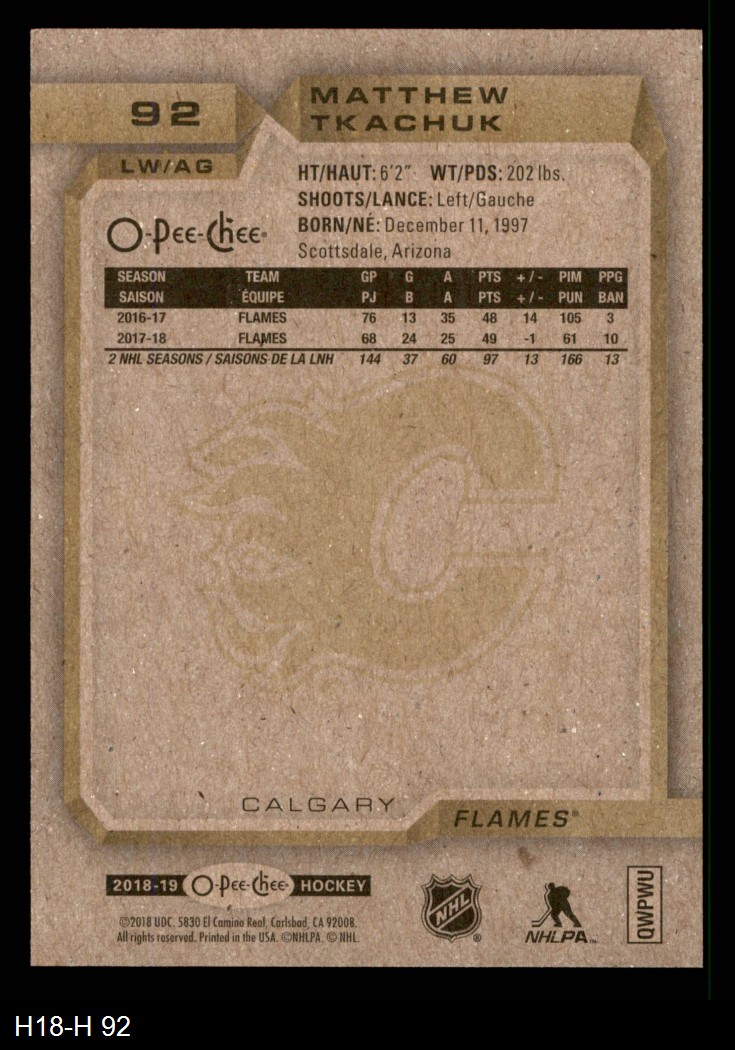 92
MATTHEW
TKACHUK
LW/AG
HT/HAUT: 6'2" WT/PDS: 202 lbs.
SHOOTS/LANCE: Left/Gauche
BORN/NÉ: December 11, 1997
Scottsdale, Arizona
O-Pee-Chee®
SEASON TEAM GP G A PTS +/- PIM PPG
SAISON ÉQUIPE PJ B A PTS +/- PUN BAN
2016-17 FLAMES 76 13 35 48 14 105 3
2017-18 FLAMES 68 24 25 49 -1 61 10
2 NHL SEASONS / SAISONS DE LA LNH 144 37 60 97 13 166 13
CALGARY
FLAMES®
2018-19 O-Pee-Chee® HOCKEY
©2018 UDC. 5830 El Camino Real, Carlsbad, CA 92008.
All rights reserved. Printed in the USA. ©NHLPA. © NHL.
NHL ®
NHLPA™
QWPWU
H18-H 92